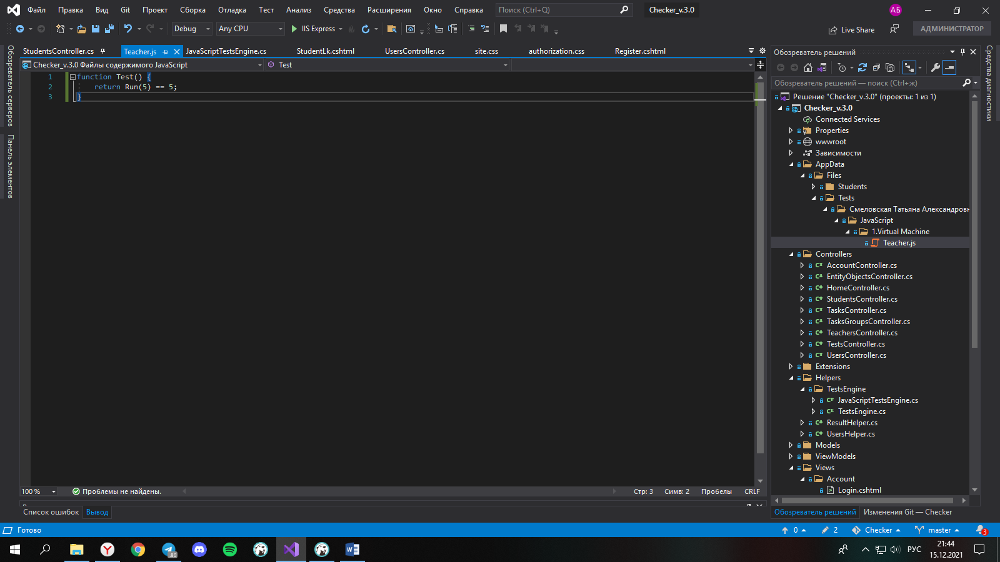 Файл Правка Вид Git Проект Сборка Отладка Тест Анализ Средства Расширения Окно Справка Поиск (Ctrl+Q) Checker_v.3.0 АБ
Debug Any CPU IIS Express Live Share АДМИНИСТРАТОР
Обозреватель серверов
Панель элементов
StudentsController.cs Teacher.js JavaScriptTestsEngine.cs StudentLk.cshtml UsersController.cs site.css authorization.css Register.cshtml
Checker_v.3.0 Файлы содержимого JavaScript Test
1 function Test() {
2 return Run(5) == 5;
3 }
100 % Проблемы не найдены. Стр: 3 Симв: 2 Пробелы CRLF
Список ошибок Вывод
Обозреватель решений
Обозреватель решений — поиск (Ctrl+ж)
Решение "Checker_v.3.0" (проекты: 1 из 1)
Checker_v.3.0
Connected Services
Properties
wwwroot
Зависимости
AppData
Files
Students
Tests
Смеловская Татьяна Александровн
JavaScript
1.Virtual Machine
Teacher.js
Controllers
C# AccountController.cs
C# EntityObjectsController.cs
C# HomeController.cs
C# StudentsController.cs
C# TasksController.cs
C# TasksGroupsController.cs
C# TeachersController.cs
C# TestsController.cs
C# UsersController.cs
Extensions
Helpers
TestsEngine
C# JavaScriptTestsEngine.cs
C# TestsEngine.cs
C# ResultHelper.cs
C# UsersHelper.cs
Models
ViewModels
Views
Account
Login.cshtml
Обозреватель решений Изменения Git — Checker
Средства диагностики
Готово 0 2 Checker master 3
80 РУС 21:44
15.12.2021